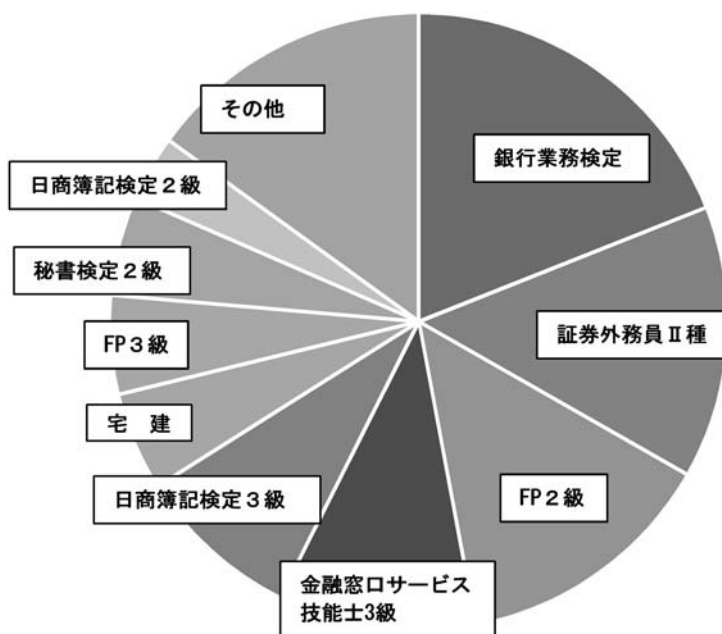 その他
銀行業務検定
日商簿記検定２級
秘書検定２級
証券外務員Ⅱ種
FP３級
宅　建
日商簿記検定３級
FP２級
金融窓口サービス
技能士3級